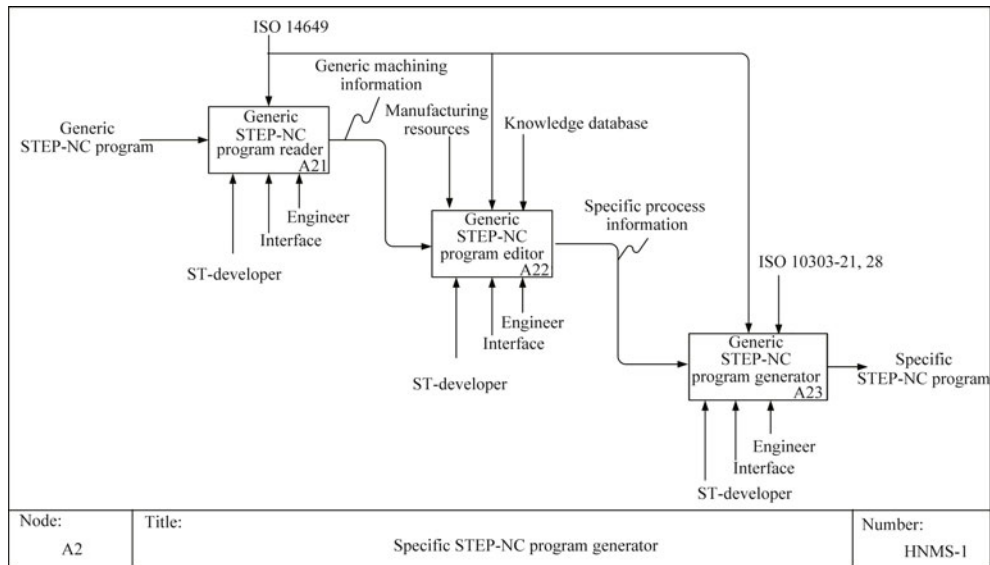 ISO 14649
Generic machining
information
Manufacturing
resources
Knowledge database
Generic
STEP-NC program
Generic
STEP-NC
program reader
A21
Engineer
Interface
ST-developer
Generic
STEP-NC
program editor
A22
Specific prcocess
information
ISO 10303-21, 28
Engineer
Interface
ST-developer
Generic
STEP-NC
program generator
A23
Specific
STEP-NC program
Engineer
Interface
ST-developer
Node:
A2
Title:
Specific STEP-NC program generator
Number:
HNMS-1